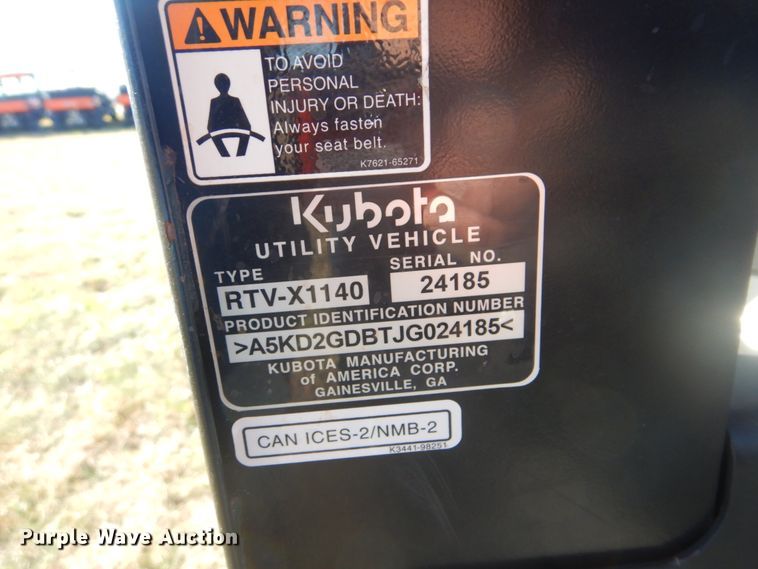 WARNING
TO AVOID
PERSONAL
INJURY OR DEATH:
Always fasten
your seat belt.
K7621-65271
Kubota
UTILITY VEHICLE
TYPE
SERIAL NO.
RTV-X1140
24185
PRODUCT IDENTIFICATION NUMBER
>A5KD2GDBTJG024185<
KUBOTA MANUFACTURING
of AMERICA CORP.
GAINESVILLE, GA
CAN ICES-2/NMB-2
K3441-98251
Purple Wave Auction